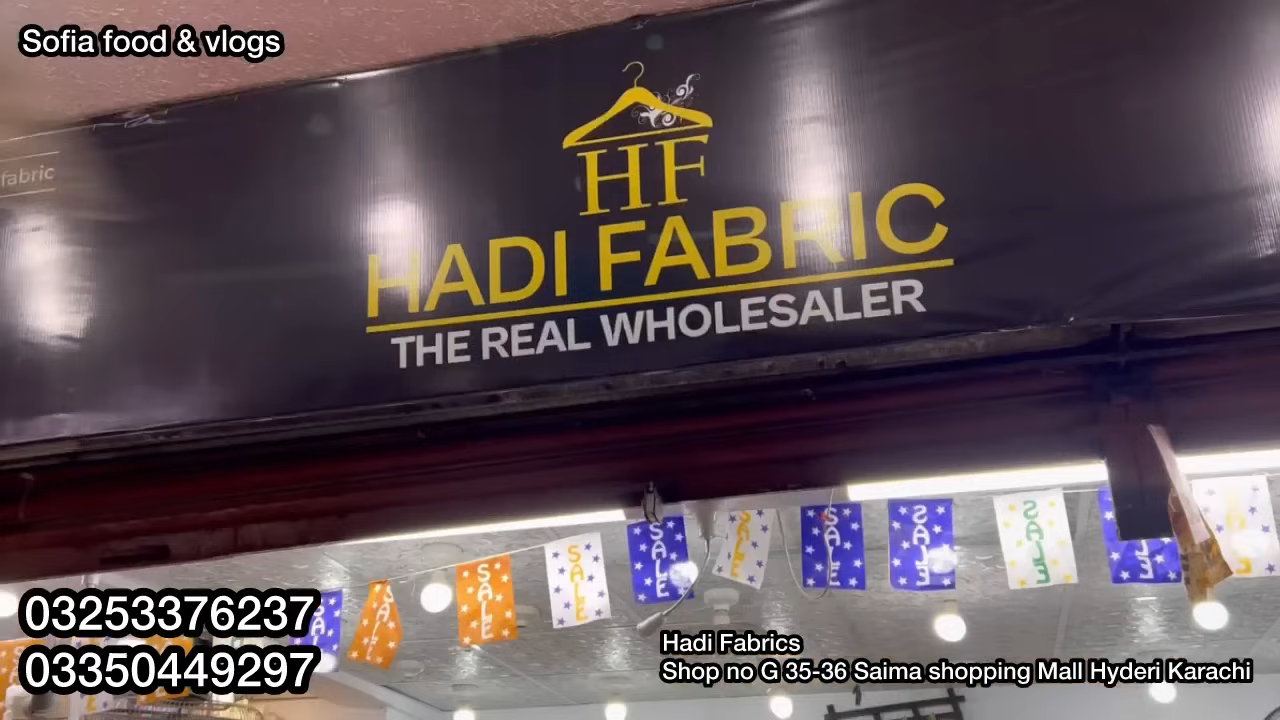 Sofia food & vlogs
fabric
HF
HADI FABRIC
THE REAL WHOLESALER
SALE
SALE
SALE
SALE
SALE
SALE
SALE
SALE
SALE
03253376237
03350449297
Hadi Fabrics
Shop no G 35-36 Saima shopping Mall Hyderi Karachi